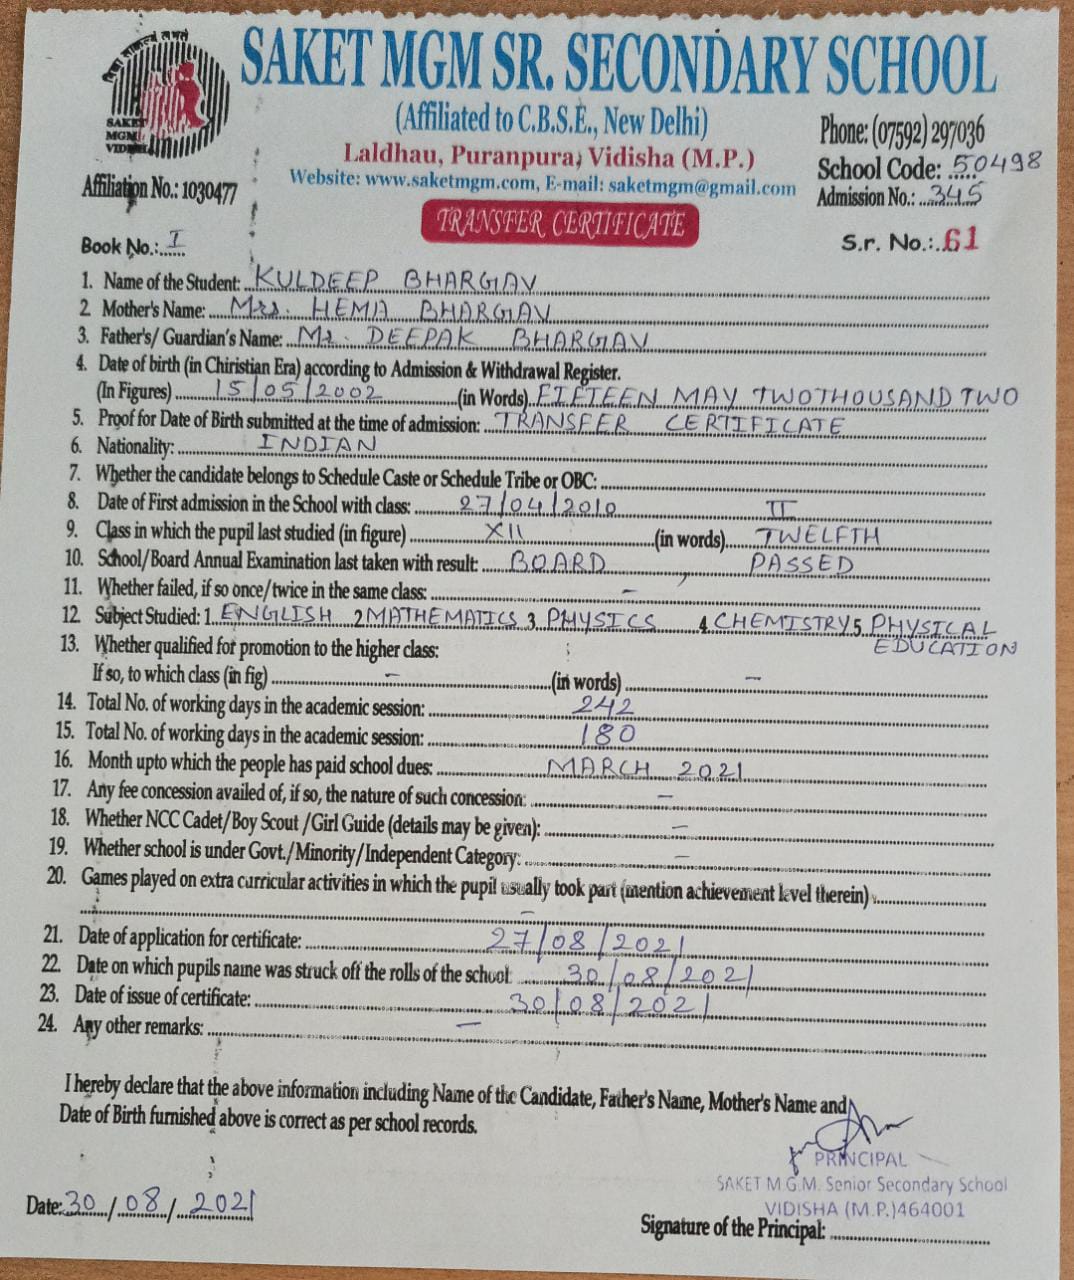 SAKET MGM SR. SECONDARY SCHOOL
(Affiliated to C.B.S.E., New Delhi)
Laldhau, Puranpura, Vidisha (M.P.)
Website: www.saketmgm.com, E-mail: saketmgm@gmail.com
SAKET
MGM
Affiliation No.: 1030477
Phone: (07592) 297036
School Code: 50498
Admission No.: 345
TRANSFER CERTIFICATE
Book No.: I
S.r. No.: 61
1. Name of the Student: KULDEEP BHARGAV
2. Mother's Name: Mrs. HEMA BHARGAV
3. Father's/ Guardian's Name: Mr. DEEPAK BHARGAV
4. Date of birth (in Chiristian Era) according to Admission & Withdrawal Register.
(In Figures) 15/05/2002 (in Words) FIFTEEN MAY TWOTHOUSAND TWO
5. Proof for Date of Birth submitted at the time of admission: TRANSFER CERTIFICATE
6. Nationality: INDIAN
7. Whether the candidate belongs to Schedule Caste or Schedule Tribe or OBC:
8. Date of First admission in the School with class: 27/04/2010 II
9. Class in which the pupil last studied (in figure) XII (in words) TWELFTH
10. School/Board Annual Examination last taken with result: BOARD , PASSED
11. Whether failed, if so once/twice in the same class: -
12. Subject Studied: 1. ENGLISH 2 MATHEMATICS 3. PHYSICS 4. CHEMISTRY 5. PHYSICAL
EDUCATION
13. Whether qualified for promotion to the higher class:
If so, to which class (in fig) - (in words) -
14. Total No. of working days in the academic session: 242
15. Total No. of working days in the academic session: 180
16. Month upto which the people has paid school dues: MARCH 2021
17. Any fee concession availed of, if so, the nature of such concession: -
18. Whether NCC Cadet/Boy Scout /Girl Guide (details may be given): -
19. Whether school is under Govt./Minority/Independent Category: -
20. Games played on extra curricular activities in which the pupil usually took part (mention achievement level therein)
-
21. Date of application for certificate: 27/08/2021
22. Date on which pupils name was struck off the rolls of the school: 30/08/2021
23. Date of issue of certificate: 30/08/2021
24. Any other remarks: -
I hereby declare that the above information including Name of the Candidate, Father's Name, Mother's Name and
Date of Birth furnished above is correct as per school records.
PRINCIPAL
SAKET M.G.M. Senior Secondary School
VIDISHA (M.P.) 464001
Date: 30/08/2021
Signature of the Principal: